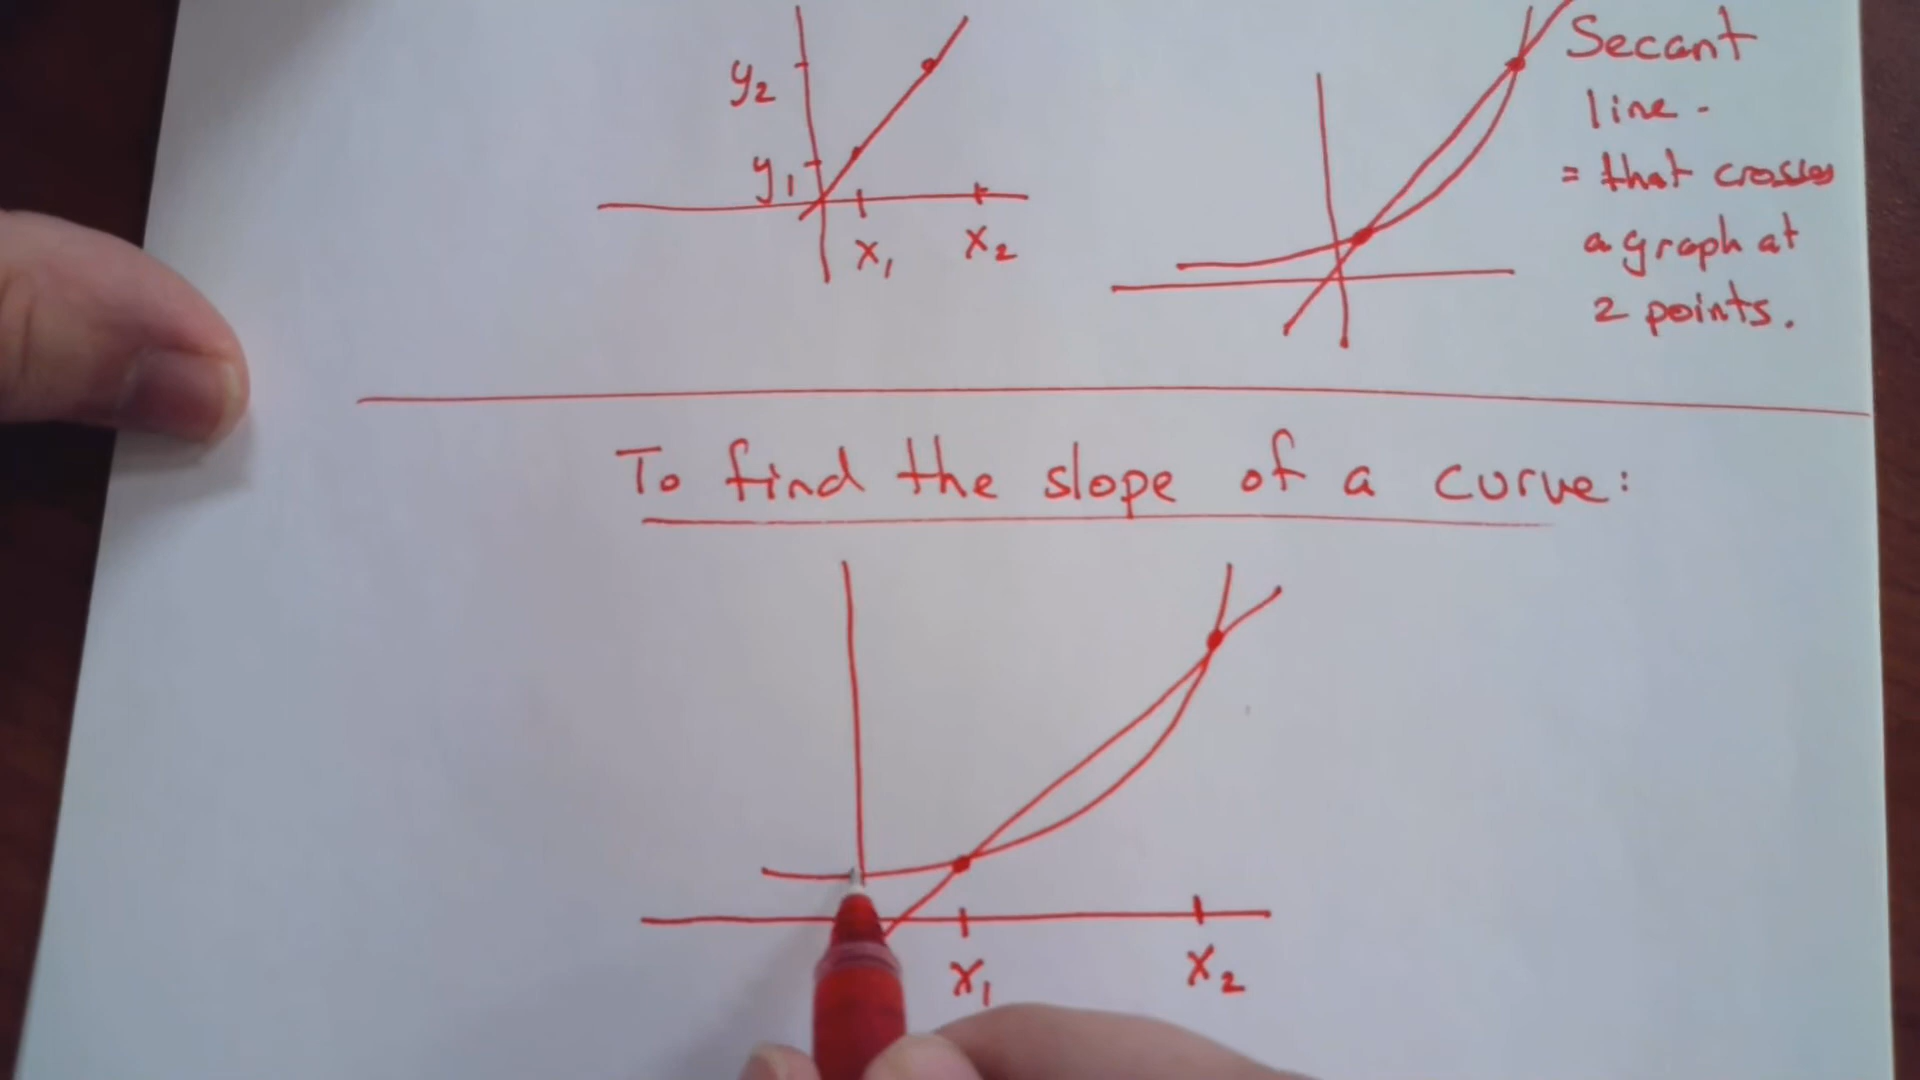 y2
y1
x1 x2
Secant
line -
= that crosses
a graph at
2 points.
To find the slope of a curve:
x1 x2